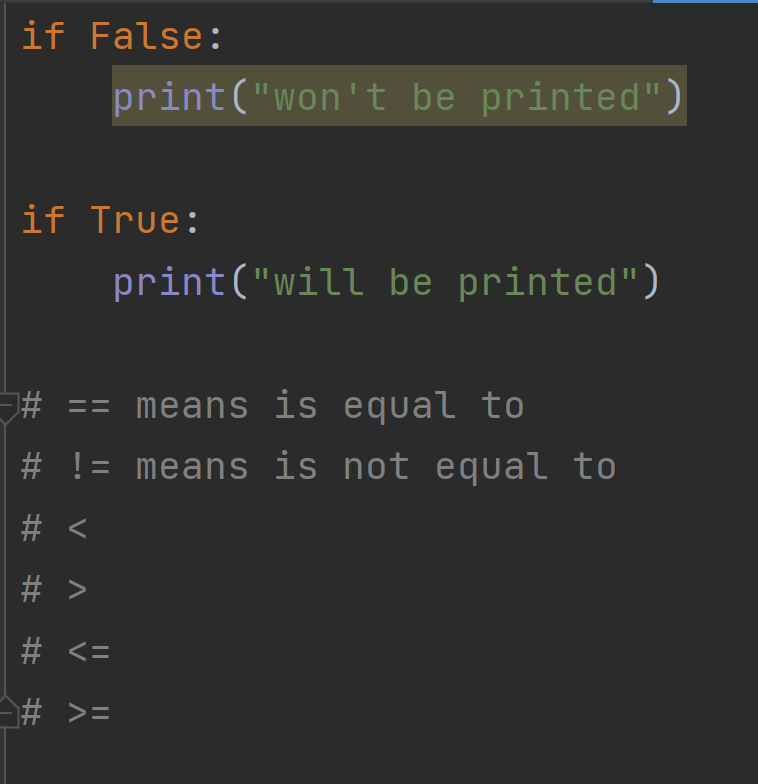 if False:
    print("won't be printed")
if True:
    print("will be printed")
# == means is equal to
# != means is not equal to
# <
# >
# <=
# >=